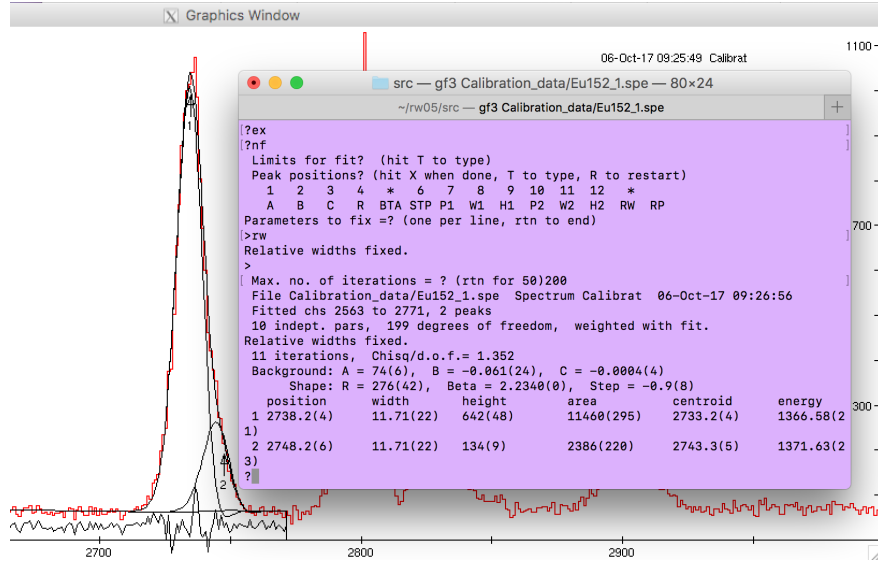 Graphics Window
1100
06-Oct-17 09:25:49 Calibrat
src — gf3 Calibration_data/Eu152_1.spe — 80×24
~/rw05/src — gf3 Calibration_data/Eu152_1.spe
+
[?ex ]
[?nf ]
Limits for fit? (hit T to type)
Peak positions? (hit X when done, T to type, R to restart)
1 2 3 4 * 6 7 8 9 10 11 12 *
A B C R BTA STP P1 W1 H1 P2 W2 H2 RW RP
Parameters to fix =? (one per line, rtn to end)
700
[>rw ]
Relative widths fixed.
>
[ Max. no. of iterations = ? (rtn for 50)200 ]
File Calibration_data/Eu152_1.spe Spectrum Calibrat 06-Oct-17 09:26:56
Fitted chs 2563 to 2771, 2 peaks
10 indept. pars, 199 degrees of freedom, weighted with fit.
Relative widths fixed.
11 iterations, Chisq/d.o.f.= 1.352
Background: A = 74(6), B = -0.061(24), C = -0.0004(4)
Shape: R = 276(42), Beta = 2.2340(0), Step = -0.9(8)
position width height area centroid energy
300
1 2738.2(4) 11.71(22) 642(48) 11460(295) 2733.2(4) 1366.58(2
1)
2 2748.2(6) 11.71(22) 134(9) 2386(220) 2743.3(5) 1371.63(2
3)
?
1
2
2700 2800 2900